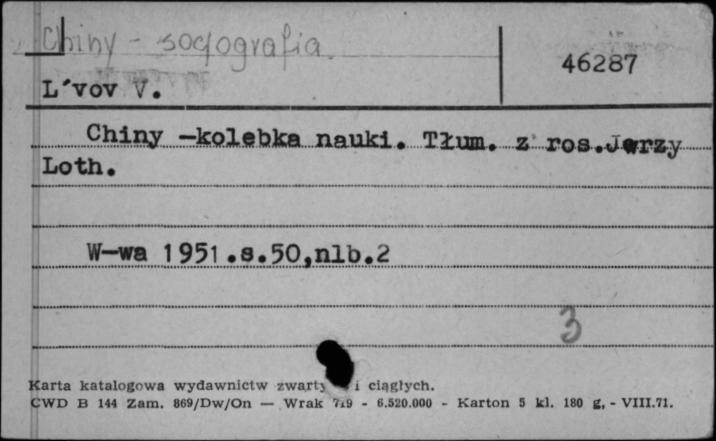 Chiny - socjografia
46287
L´vov V.
Chiny -kolebka nauki. Tłum. z ros.Jerzy
Loth.
W-wa 1951.s.50,nlb.2
3
Karta katalogowa wydawnictw i ciągłych.
CWD B 144 Zam. 869/Dw/On — Wrak - 6.520.000 - Karton 5 kl. 180 g, - VIII.71.